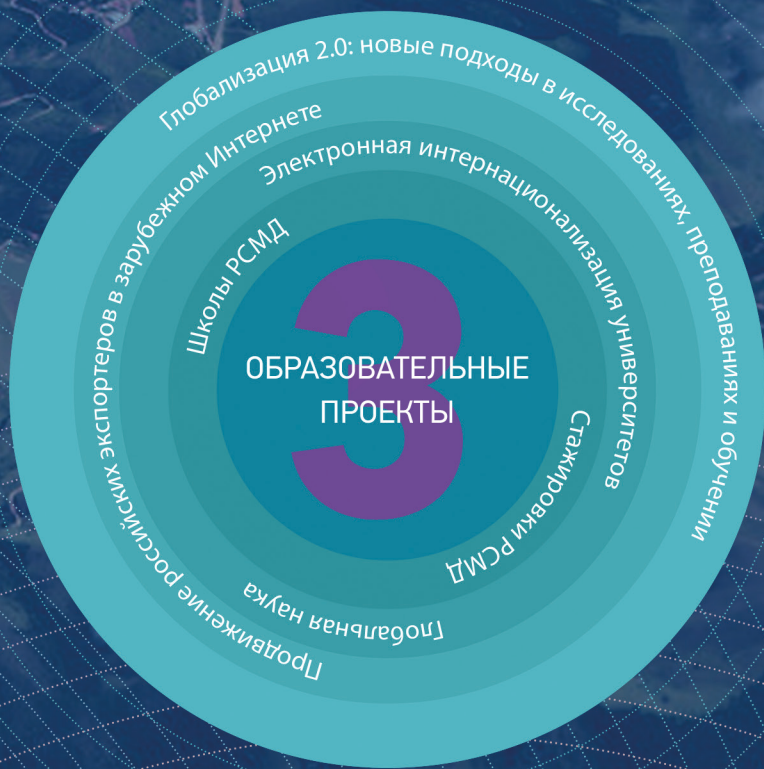 Глобализация 2.0: новые подходы в исследованиях, преподаваниях и обучении
Продвижение российских экспортеров в зарубежном Интернете
Электронная интернационализация университетов
Глобальная наука
Школы РСМД
Стажировки РСМД
3
ОБРАЗОВАТЕЛЬНЫЕ
ПРОЕКТЫ